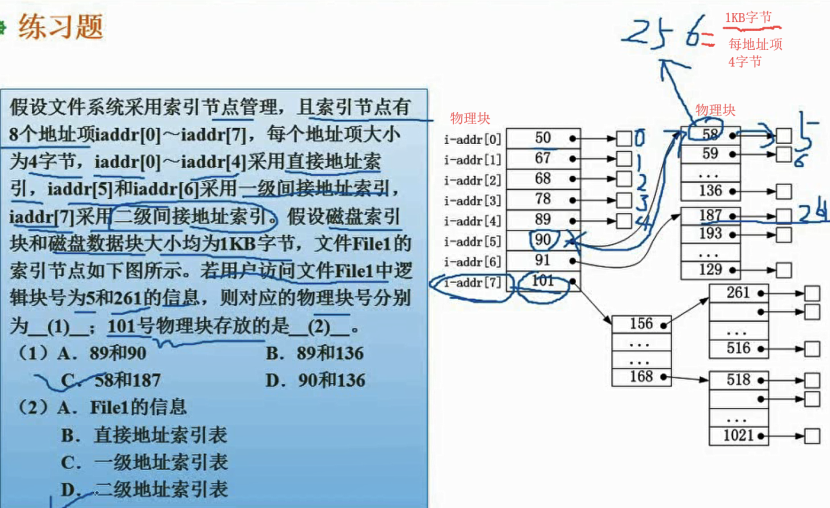 练习题
假设文件系统采用索引节点管理，且索引节点有
8个地址项iaddr[0]～iaddr[7]，每个地址项大小
为4字节，iaddr[0]～iaddr[4]采用直接地址索
引，iaddr[5]和iaddr[6]采用一级间接地址索引，
iaddr[7]采用二级间接地址索引。假设磁盘索引
块和磁盘数据块大小均为1KB字节，文件File1的
索引节点如下图所示。若用户访问文件File1中逻
辑块号为5和261的信息，则对应的物理块号分别
为__(1)__；101号物理块存放的是__(2)__。
（1）A．89和90 B．89和136
C．58和187 D．90和136
（2）A．File1的信息
B．直接地址索引表
C．一级地址索引表
D．二级地址索引表
256=
1KB字节
每地址项
4字节
物理块
i-addr[0] 50 0
i-addr[1] 67 1
i-addr[2] 68 2
i-addr[3] 78 3
i-addr[4] 89 4
i-addr[5] 90
i-addr[6] 91
i-addr[7] 101
物理块
58 5
59 6
...
136
187
193
...
129
156
...
...
168
261
...
516
518
...
1021